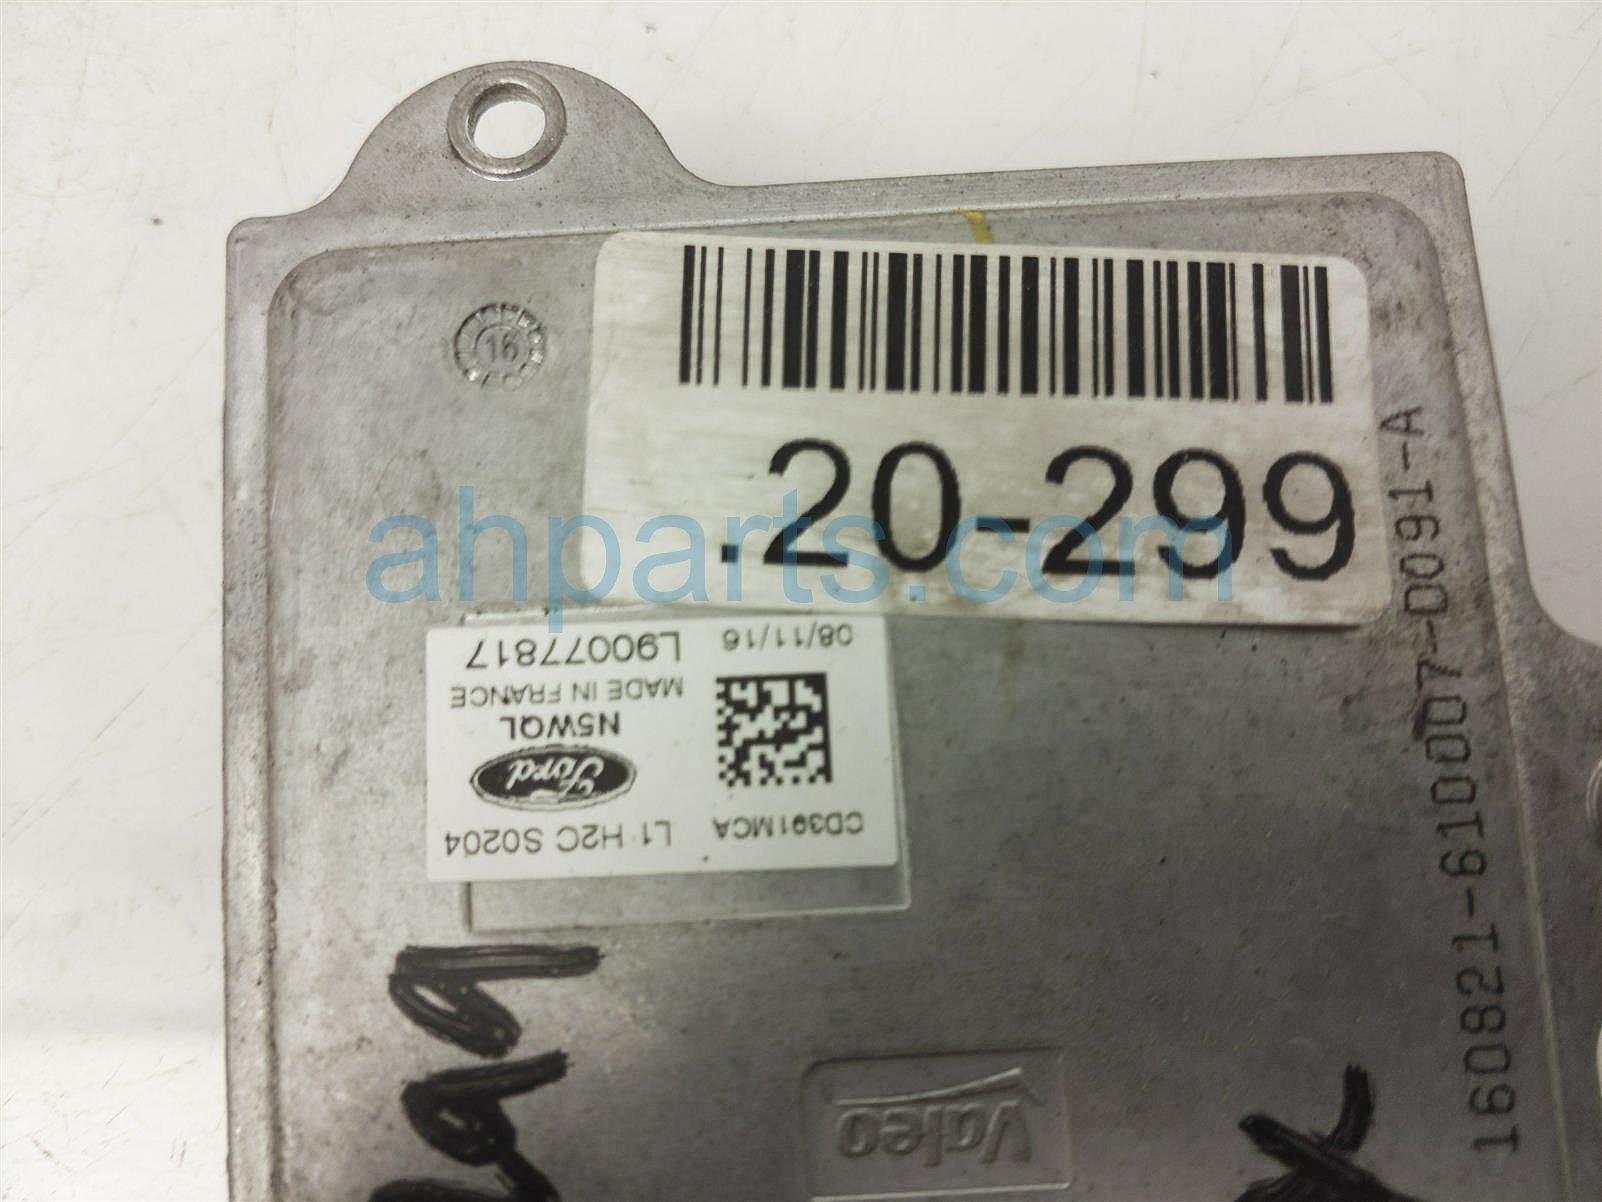 16
.20-299
ahparts.com
CD391MCA L1 H2C S0204
Ford
N5WQL
MADE IN FRANCE
08/11/16 L90077817
160821-610007-D091-A
Valeo